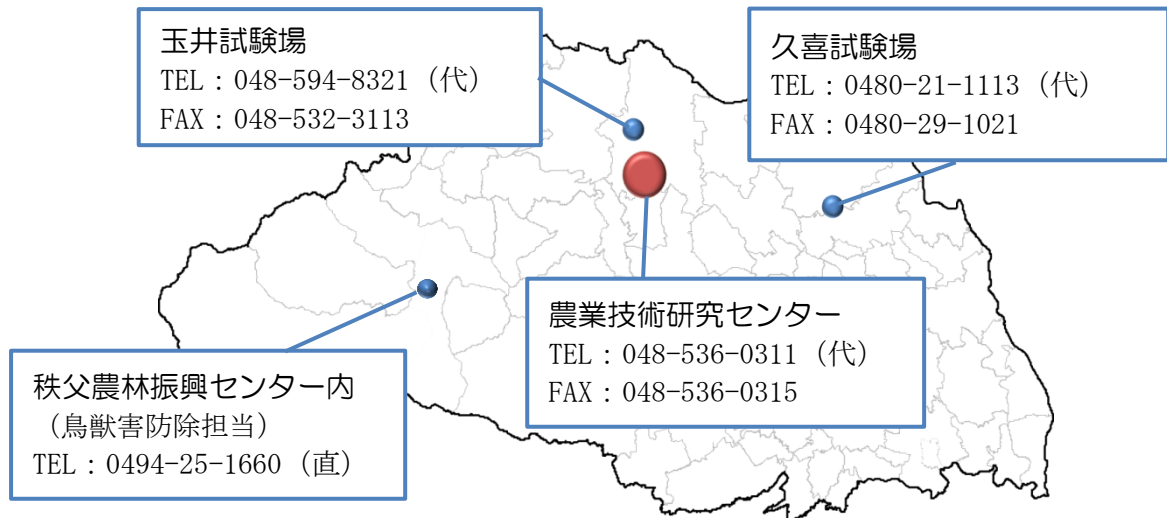 玉井試験場
TEL：048-594-8321（代）
FAX：048-532-3113
久喜試験場
TEL：0480-21-1113（代）
FAX：0480-29-1021
農業技術研究センター
TEL：048-536-0311（代）
FAX：048-536-0315
秩父農林振興センター内
（鳥獣害防除担当）
TEL：0494-25-1660（直）